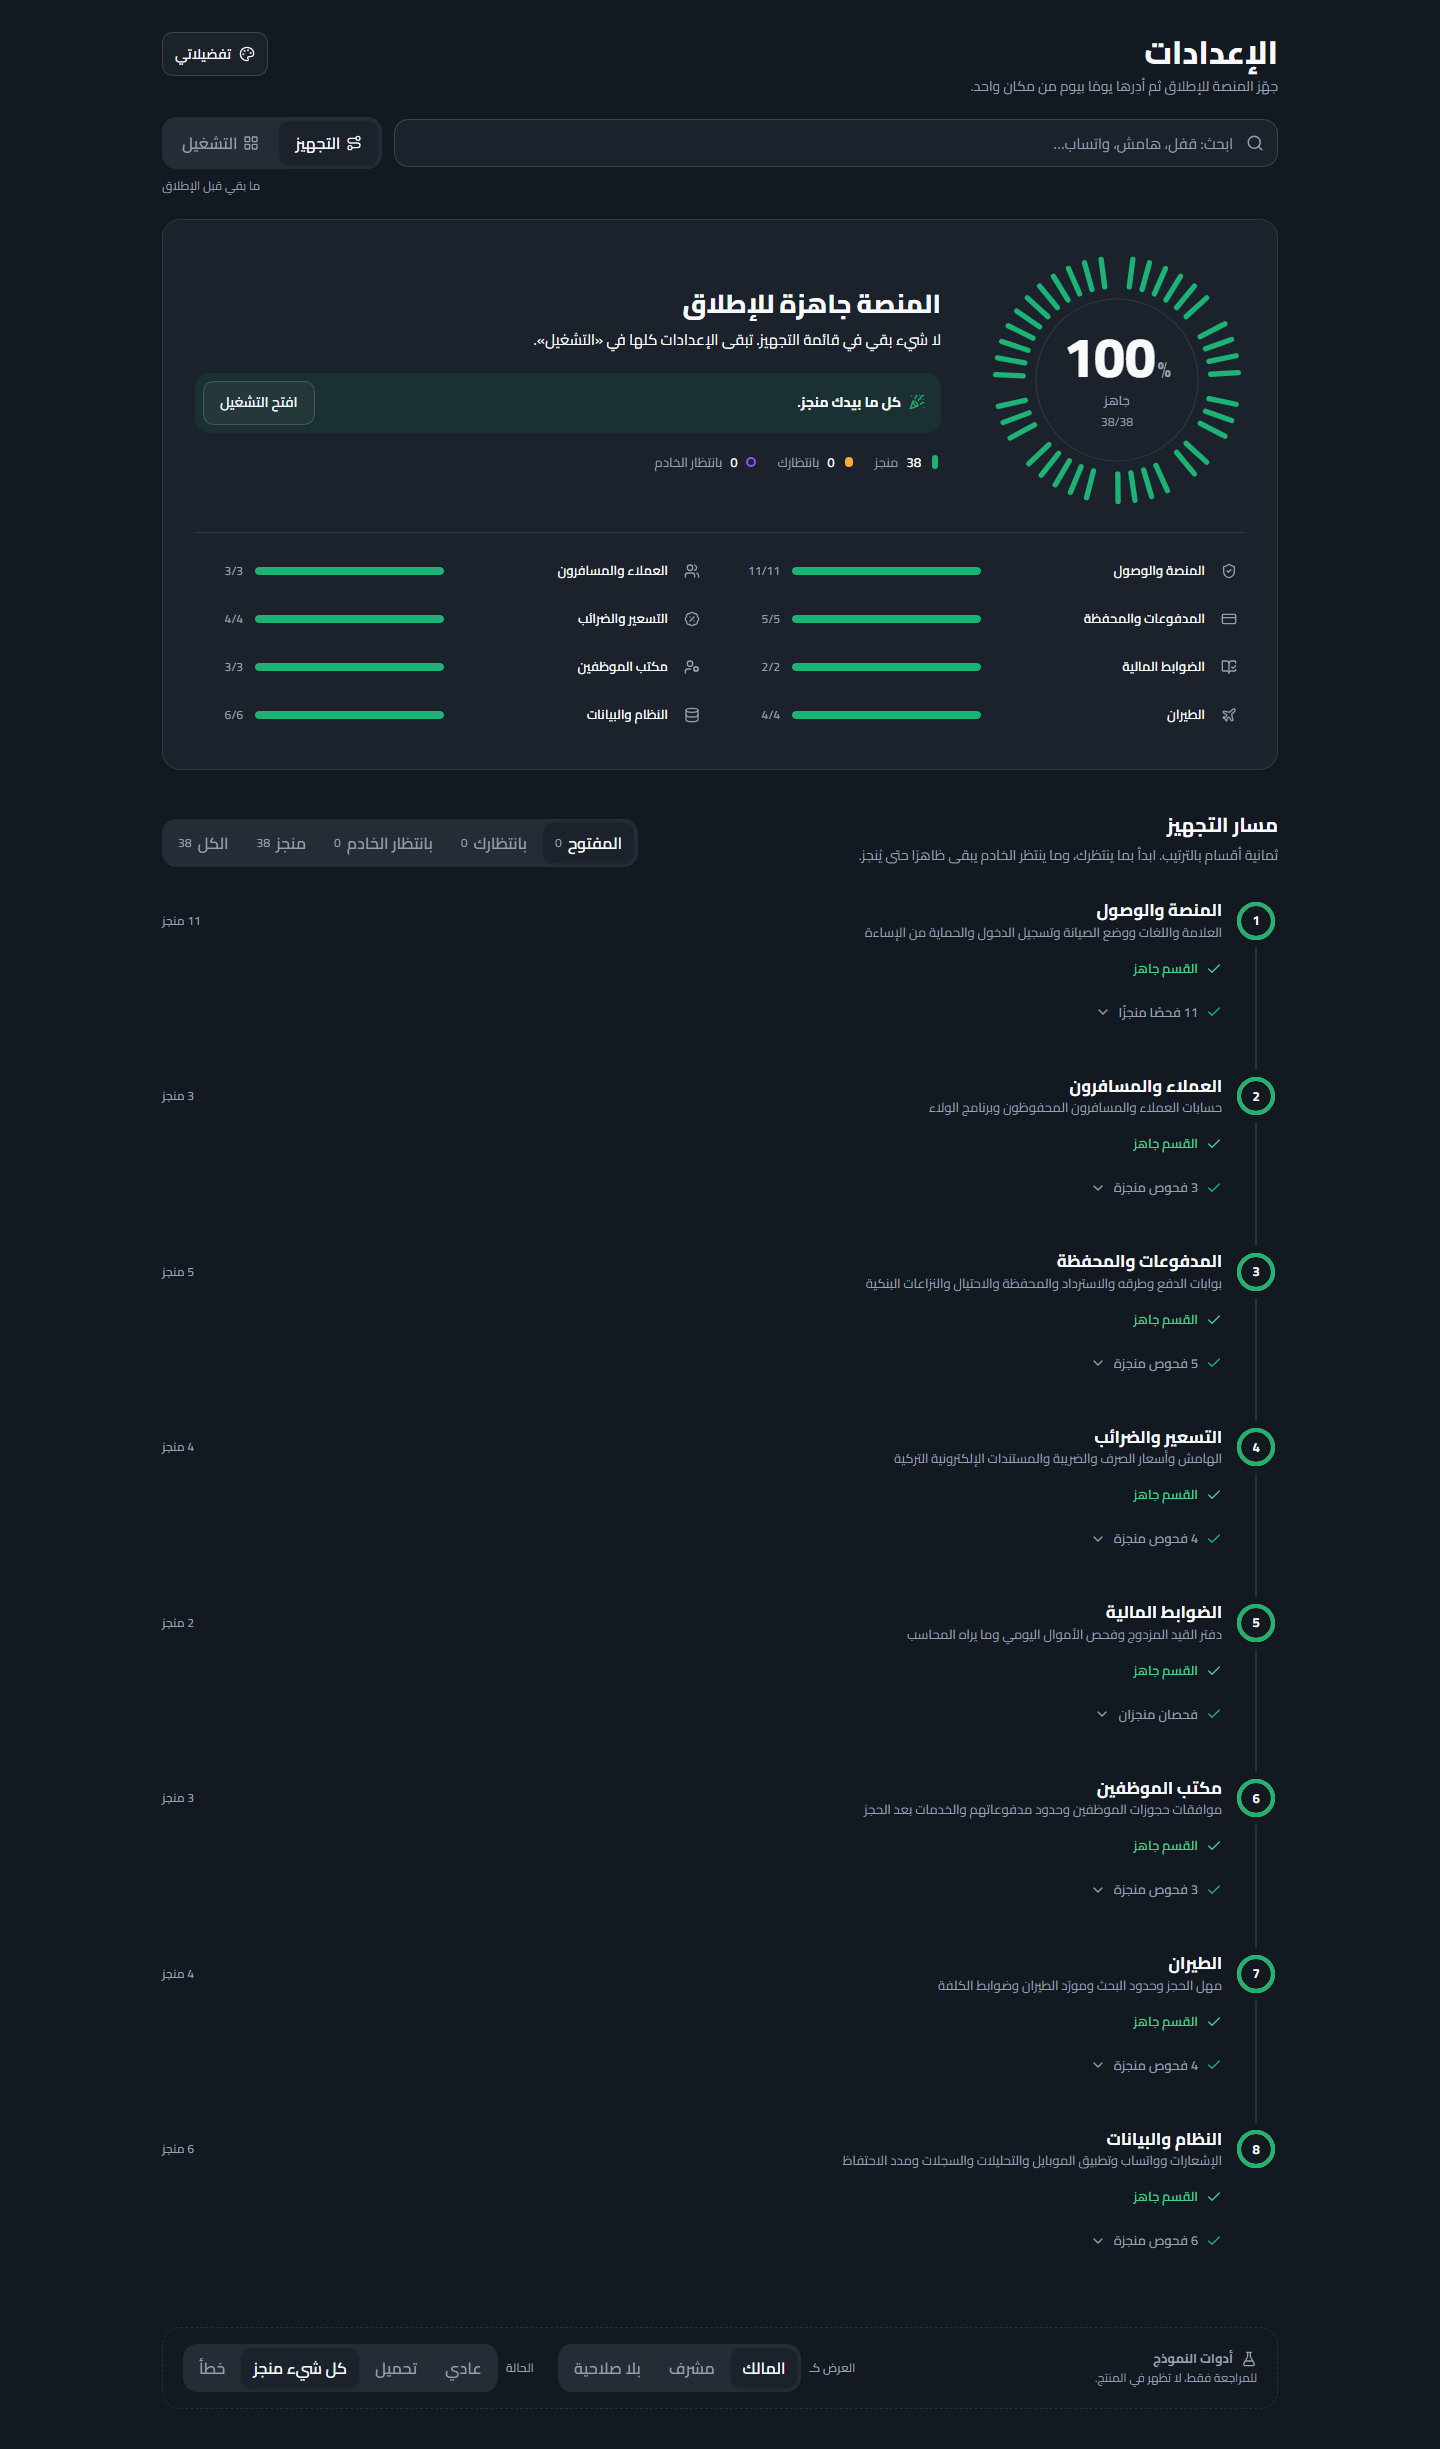 الإعدادات
جهّز المنصة للإطلاق ثم أدِرها يومًا بيوم من مكان واحد.
تفضيلاتي
ابحث: قفل، هامش، واتساب...
التجهيز
التشغيل
ما بقي قبل الإطلاق
100%
جاهز
38/38
المنصة جاهزة للإطلاق
لا شيء بقي في قائمة التجهيز. تبقى الإعدادات كلها في «التشغيل».
كل ما بيدك منجز.
افتح التشغيل
38 منجز
0 بانتظارك
0 بانتظار الخادم
المنصة والوصول 11/11
العملاء والمسافرون 3/3
المدفوعات والمحفظة 5/5
التسعير والضرائب 4/4
الضوابط المالية 2/2
مكتب الموظفين 3/3
الطيران 4/4
النظام والبيانات 6/6
مسار التجهيز
ثمانية أقسام بالترتيب. ابدأ بما ينتظرك، وما ينتظر الخادم يبقى ظاهرًا حتى يُنجز.
المفتوح 0
بانتظارك 0
بانتظار الخادم 0
منجز 38
الكل 38
1
المنصة والوصول
11 منجز
العلامة واللغات ووضع الصيانة وتسجيل الدخول والحماية من الإساءة
القسم جاهز
11 فحصًا منجزًا
2
العملاء والمسافرون
3 منجز
حسابات العملاء والمسافرون المحفوظون وبرنامج الولاء
القسم جاهز
3 فحوص منجزة
3
المدفوعات والمحفظة
5 منجز
بوابات الدفع وطرقه والاسترداد والمحفظة والاحتيال والنزاعات البنكية
القسم جاهز
5 فحوص منجزة
4
التسعير والضرائب
4 منجز
الهامش وأسعار الصرف والضريبة والمستندات الإلكترونية التركية
القسم جاهز
4 فحوص منجزة
5
الضوابط المالية
2 منجز
دفتر القيد المزدوج وفحص الأموال اليومي وما يراه المحاسب
القسم جاهز
فحصان منجزان
6
مكتب الموظفين
3 منجز
موافقات حجوزات الموظفين وحدود مدفوعاتهم والخدمات بعد الحجز
القسم جاهز
3 فحوص منجزة
7
الطيران
4 منجز
مهل الحجز وحدود البحث ومورّد الطيران وضوابط الكلفة
القسم جاهز
4 فحوص منجزة
8
النظام والبيانات
6 منجز
الإشعارات وواتساب وتطبيق الموبايل والتحليلات والسجلات ومدد الاحتفاظ
القسم جاهز
6 فحوص منجزة
أدوات النموذج
للمراجعة فقط، لا تظهر في المنتج.
العرض كـ
المالك
مشرف
بلا صلاحية
الحالة
عادي
تحميل
كل شيء منجز
خطأ